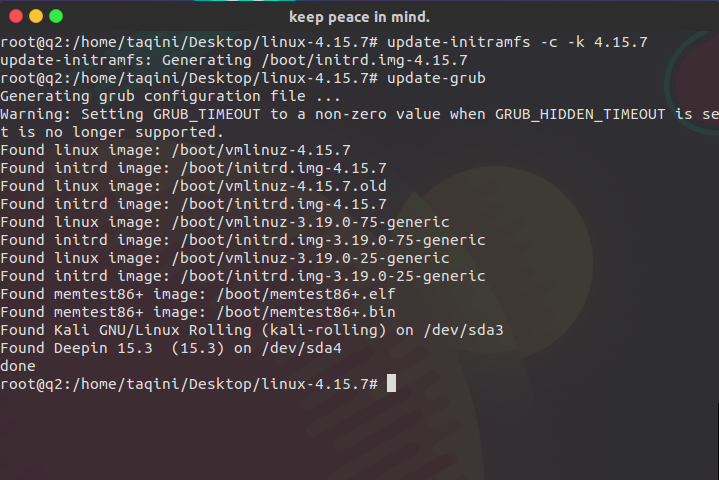 keep peace in mind.
root@q2:/home/taqini/Desktop/linux-4.15.7# update-initramfs -c -k 4.15.7
update-initramfs: Generating /boot/initrd.img-4.15.7
root@q2:/home/taqini/Desktop/linux-4.15.7# update-grub
Generating grub configuration file ...
Warning: Setting GRUB_TIMEOUT to a non-zero value when GRUB_HIDDEN_TIMEOUT is se
t is no longer supported.
Found linux image: /boot/vmlinuz-4.15.7
Found initrd image: /boot/initrd.img-4.15.7
Found linux image: /boot/vmlinuz-4.15.7.old
Found initrd image: /boot/initrd.img-4.15.7
Found linux image: /boot/vmlinuz-3.19.0-75-generic
Found initrd image: /boot/initrd.img-3.19.0-75-generic
Found linux image: /boot/vmlinuz-3.19.0-25-generic
Found initrd image: /boot/initrd.img-3.19.0-25-generic
Found memtest86+ image: /boot/memtest86+.elf
Found memtest86+ image: /boot/memtest86+.bin
Found Kali GNU/Linux Rolling (kali-rolling) on /dev/sda3
Found Deepin 15.3  (15.3) on /dev/sda4
done
root@q2:/home/taqini/Desktop/linux-4.15.7#